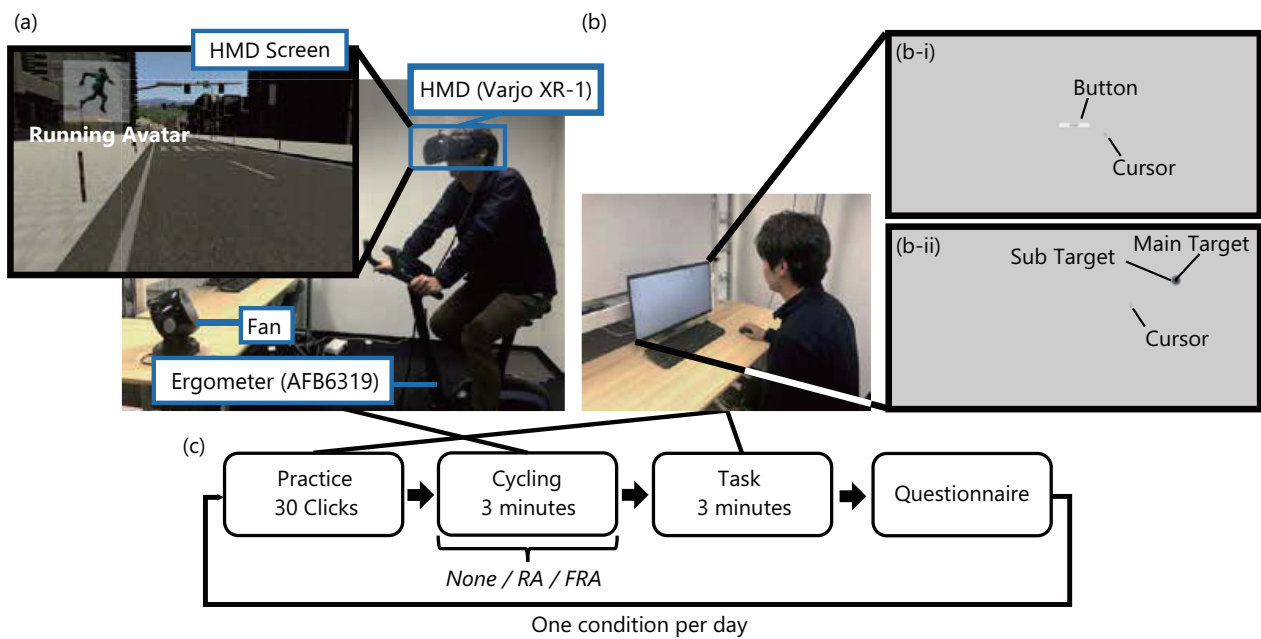 (a)
HMD Screen
HMD (Varjo XR-1)
Running Avatar
Fan
Ergometer (AFB6319)
(b)
(b-i)
Button
Cursor
(b-ii)
Main Target
Sub Target
Cursor
(c)
Practice
30 Clicks
Cycling
3 minutes
Task
3 minutes
Questionnaire
None / RA / FRA
One condition per day